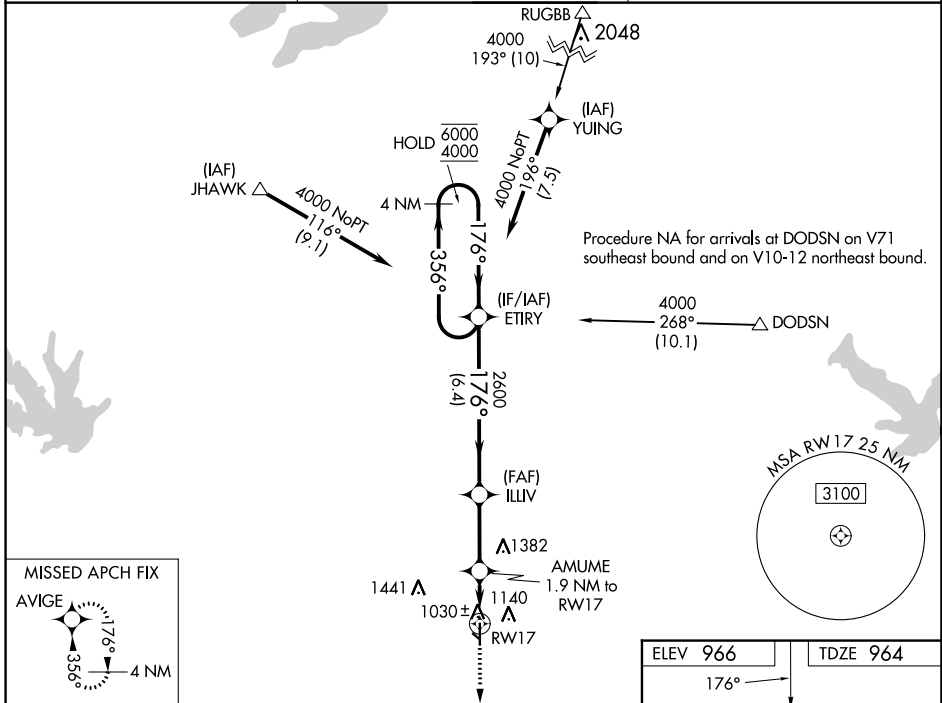 RUGBB
2048
4000
193° (10)
(IAF)
YUING
HOLD 6000
4000
4000 NoPT
196°
(7.5)
(IAF)
JHAWK
4 NM
4000 NoPT
116°
(9.1)
176°
356°
Procedure NA for arrivals at DODSN on V71
southeast bound and on V10-12 northeast bound.
(IF/IAF)
ETIRY
4000
268°
(10.1)
DODSN
2600
176°
(6.4)
MSA RW17 25 NM
3100
(FAF)
ILLIV
1382
AMUME
1.9 NM to
RW17
1441
1140
1030±
RW17
MISSED APCH FIX
AVIGE
176°
356°
4 NM
ELEV 966
TDZE 964
176°